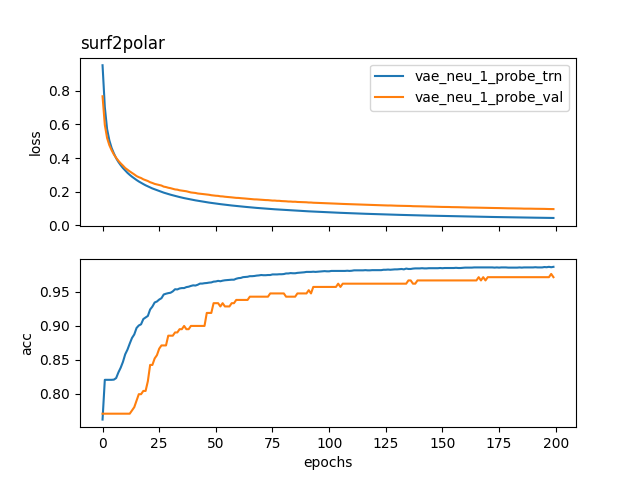 surf2polar
0.8
0.6
0.4
0.2
0.0
loss
vae_neu_1_probe_trn
vae_neu_1_probe_val
0.95
0.90
0.85
0.80
acc
0 25 50 75 100 125 150 175 200
epochs